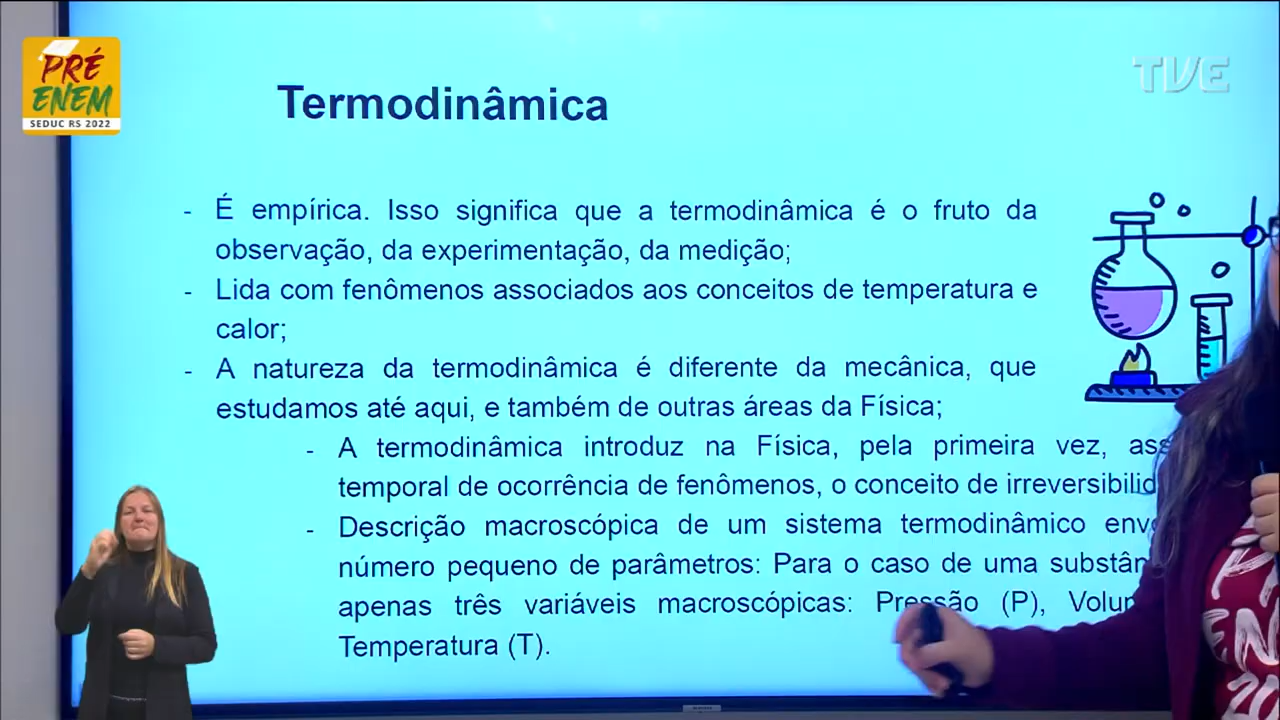 PRÉ
ENEM
SEDUC RS 2022
TVE
Termodinâmica
- É empírica. Isso significa que a termodinâmica é o fruto da
observação, da experimentação, da medição;
- Lida com fenômenos associados aos conceitos de temperatura e
calor;
- A natureza da termodinâmica é diferente da mecânica, que
estudamos até aqui, e também de outras áreas da Física;
- A termodinâmica introduz na Física, pela primeira vez,
temporal de ocorrência de fenômenos, o conceito de
- Descrição macroscópica de um sistema termodinâmico
número pequeno de parâmetros: Para o caso de uma
apenas três variáveis macroscópicas: Pressão (P),
Temperatura (T).